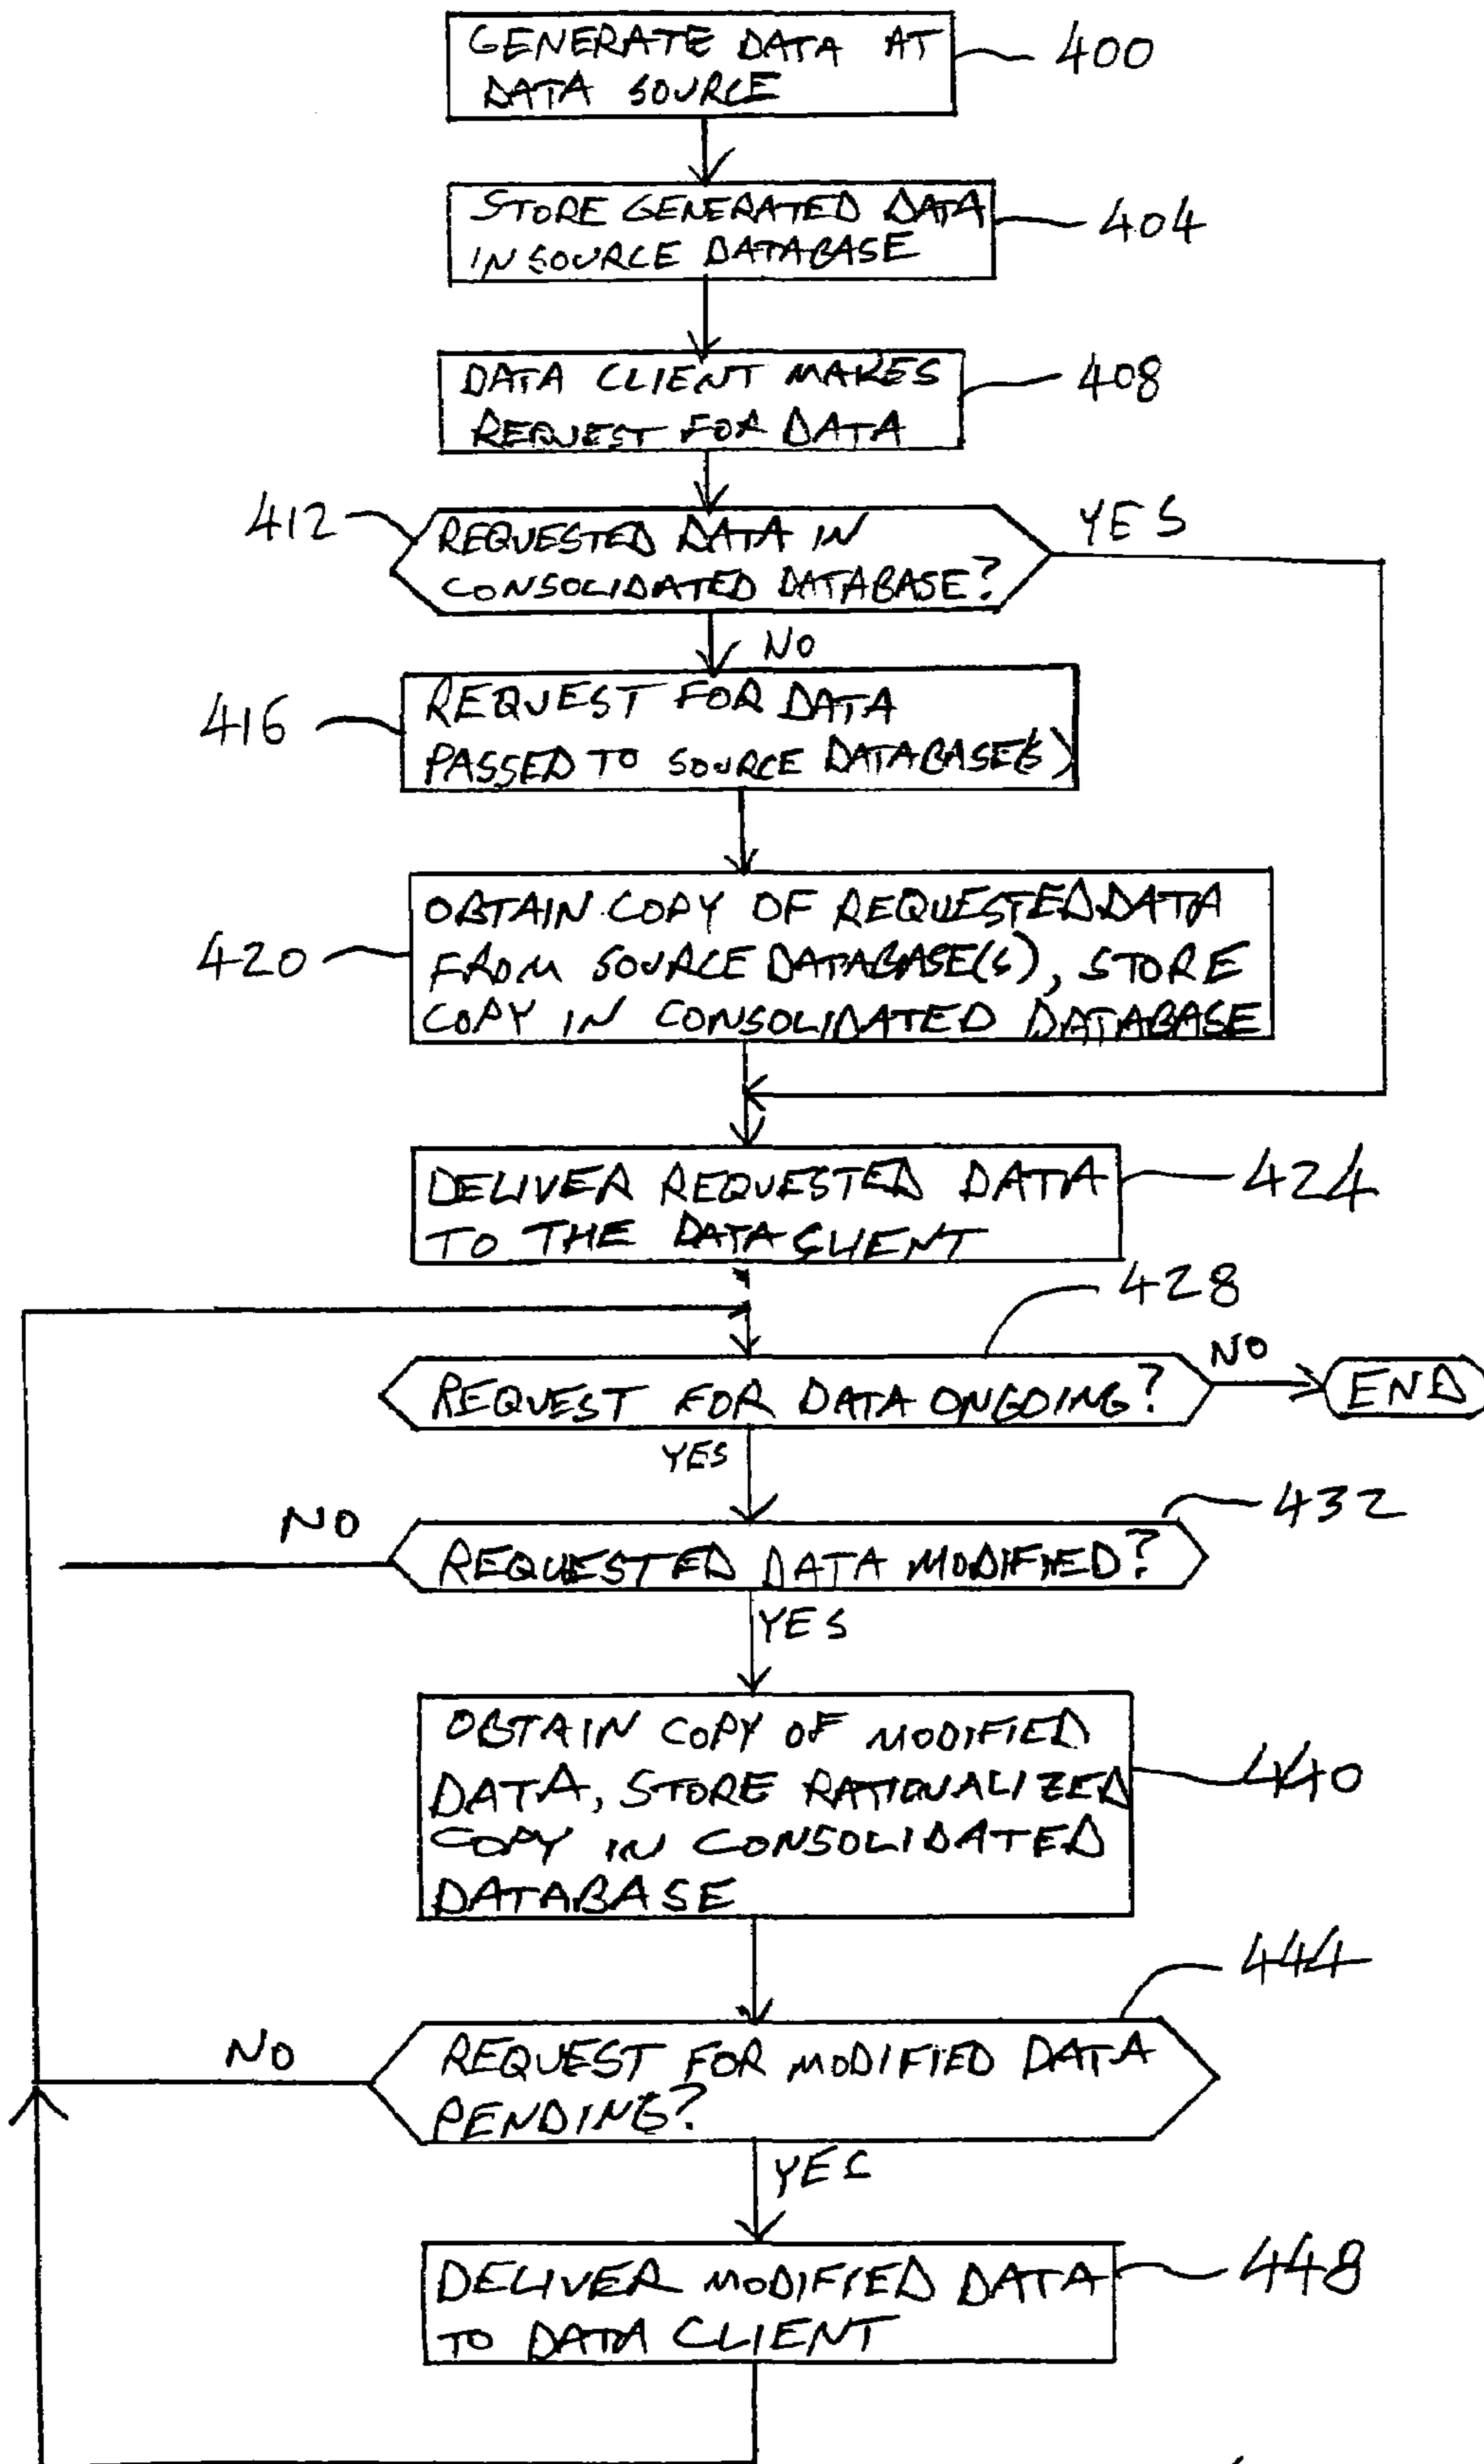 GENERATE DATA AT
DATA SOURCE
400
STORE GENERATED DATA
IN SOURCE DATABASE
404
DATA CLIENT MAKES
REQUEST FOR DATA
408
412
REQUESTED DATA IN
CONSOLIDATED DATABASE?
YES
NO
416
REQUEST FOR DATA
PASSED TO SOURCE DATABASE(S)
420
OBTAIN COPY OF REQUESTED DATA
FROM SOURCE DATABASE(S), STORE
COPY IN CONSOLIDATED DATABASE
DELIVER REQUESTED DATA
TO THE DATA CLIENT
424
428
REQUEST FOR DATA ONGOING?
NO
END
YES
432
NO
REQUESTED DATA MODIFIED?
YES
OBTAIN COPY OF MODIFIED
DATA, STORE RATIONALIZED
COPY IN CONSOLIDATED
DATABASE
440
444
NO
REQUEST FOR MODIFIED DATA
PENDING?
YES
DELIVER MODIFIED DATA
TO DATA CLIENT
448